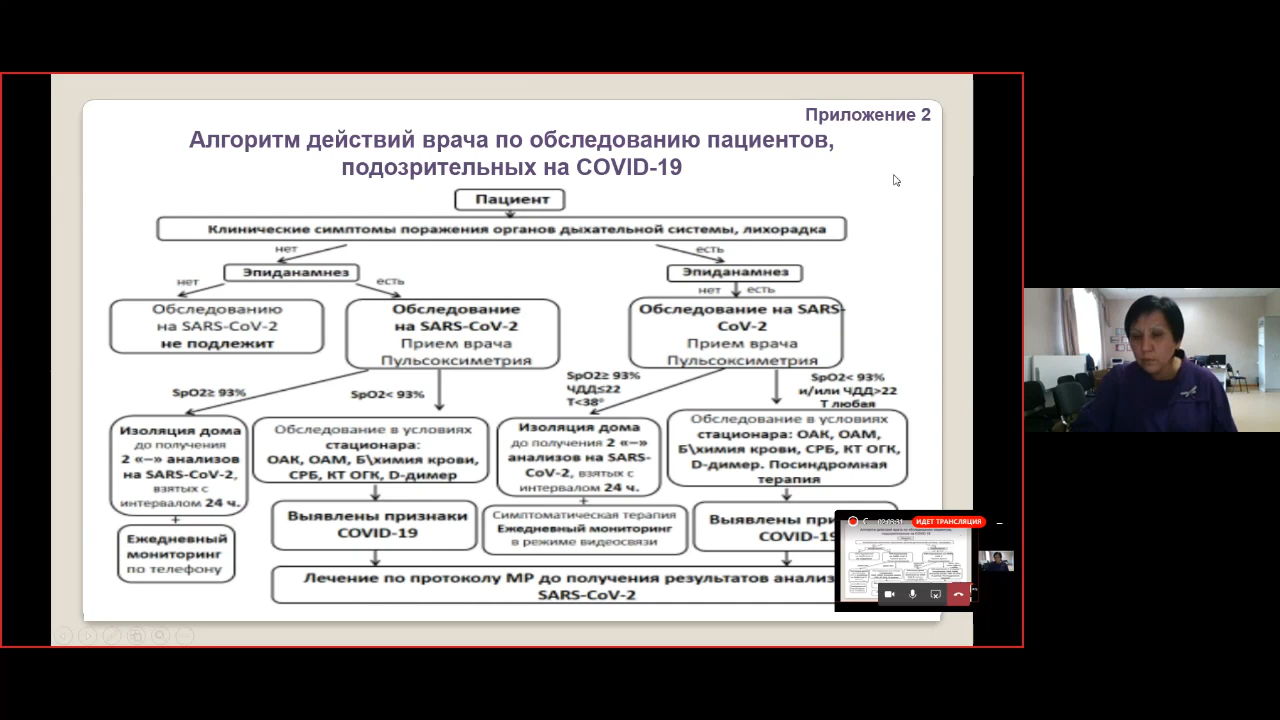 Приложение 2
Алгоритм действий врача по обследованию пациентов,
подозрительных на COVID-19
Пациент
Клинические симптомы поражения органов дыхательной системы, лихорадка
нет
есть
Эпиданамнез
Эпиданамнез
нет
есть
нет
есть
Обследованию
на SARS-CoV-2
не подлежит
Обследование
на SARS-CoV-2
Прием врача
Пульсоксиметрия
Обследование на SARS-
CoV-2
Прием врача
Пульсоксиметрия
SpO2≥ 93%
SpO2< 93%
SpO2≥ 93%
ЧДД≤22
Т<38°
SpO2< 93%
и/или ЧДД>22
Т любая
Изоляция дома
до получения
2 «–» анализов
на SARS-CoV-2,
взятых с
интервалом 24 ч.
Обследование в условиях
стационара:
ОАК, ОАМ, Б\химия крови,
СРБ, КТ ОГК, D-димер
Изоляция дома
до получения 2 «–»
анализов на SARS-
CoV-2, взятых с
интервалом 24 ч.
Обследование в условиях
стационара: ОАК, ОАМ,
Б\химия крови, СРБ, КТ ОГК,
D-димер. Посиндромная
терапия
+
Ежедневный
мониторинг
по телефону
Выявлены признаки
COVID-19
+
Симптоматическая терапия
Ежедневный мониторинг
в режиме видеосвязи
Выявлены
COVID-19
Лечение по протоколу МР до получения результатов
SARS-CoV-2
ИДЕТ ТРАНСЛЯЦИЯ